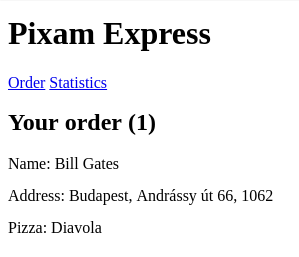 Pixam Express
Order Statistics
Your order (1)
Name: Bill Gates
Address: Budapest, Andrássy út 66, 1062
Pizza: Diavola